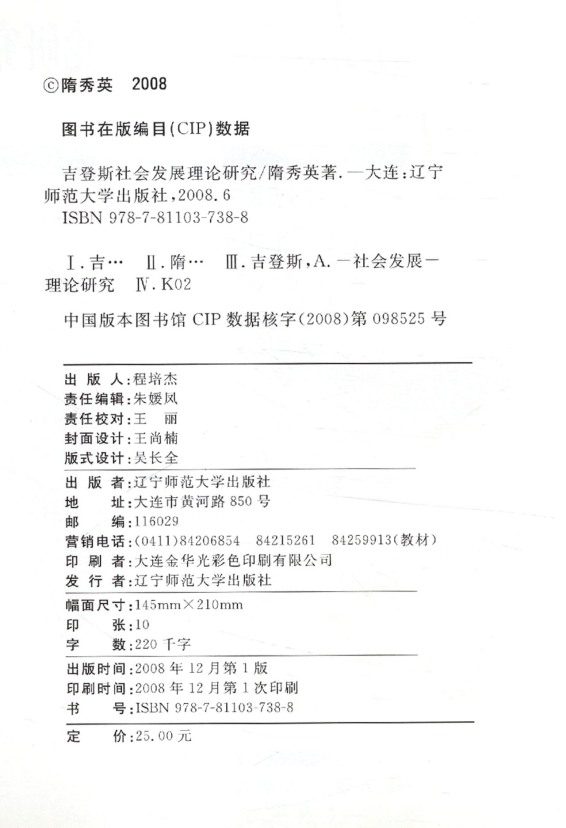 ©隋秀英 2008
图书在版编目(CIP)数据
吉登斯社会发展理论研究/隋秀英著.—大连:辽宁
师范大学出版社,2008.6
ISBN 978-7-81103-738-8
Ⅰ.吉… Ⅱ.隋… Ⅲ.吉登斯,A.—社会发展—
理论研究 Ⅳ.K02
中国版本图书馆 CIP 数据核字(2008)第 098525 号
出 版 人:程培杰
责任编辑:朱媛凤
责任校对:王 丽
封面设计:王尚楠
版式设计:吴长全
出 版 者:辽宁师范大学出版社
地 址:大连市黄河路 850 号
邮 编:116029
营销电话:(0411)84206854 84215261 84259913(教材)
印 刷 者:大连金华光彩色印刷有限公司
发 行 者:辽宁师范大学出版社
幅面尺寸:145mm×210mm
印 张:10
字 数:220 千字
出版时间:2008 年 12 月第 1 版
印刷时间:2008 年 12 月第 1 次印刷
书 号:ISBN 978-7-81103-738-8
定 价:25.00 元